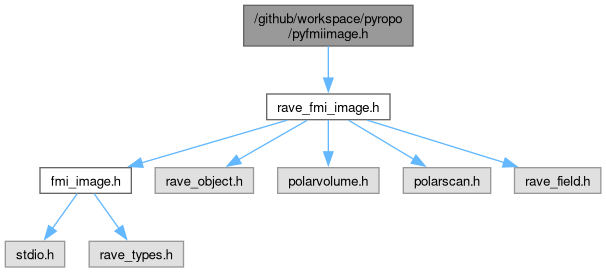 /github/workspace/pyropo
/pyfmiimage.h
rave_fmi_image.h
fmi_image.h
rave_object.h
polarvolume.h
polarscan.h
rave_field.h
stdio.h
rave_types.h